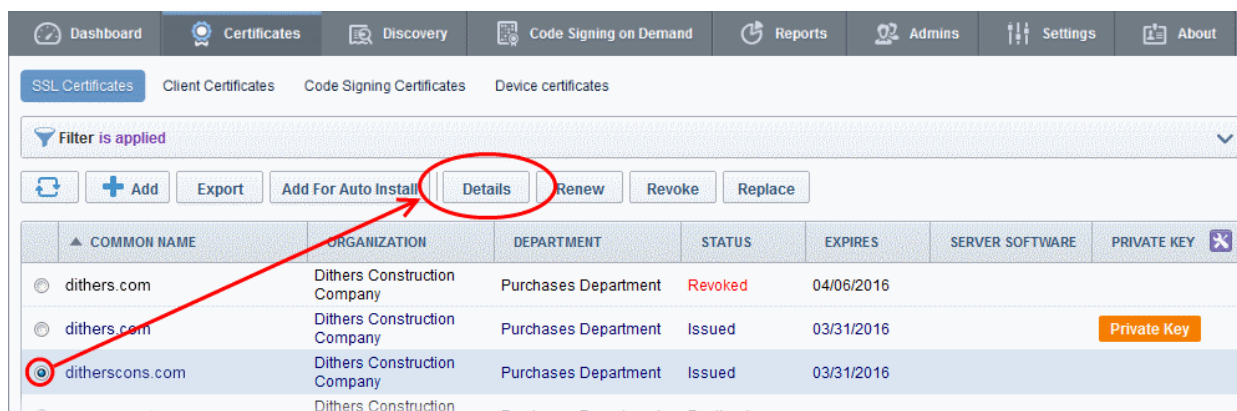 Dashboard Certificates Discovery Code Signing on Demand Reports Admins Settings About
SSL Certificates Client Certificates Code Signing Certificates Device certificates
Filter is applied
Add Export Add For Auto Install Details Renew Revoke Replace
COMMON NAME ORGANIZATION DEPARTMENT STATUS EXPIRES SERVER SOFTWARE PRIVATE KEY
dithers.com Dithers Construction Company Purchases Department Revoked 04/06/2016
dithers.com Dithers Construction Company Purchases Department Issued 03/31/2016 Private Key
ditherscons.com Dithers Construction Company Purchases Department Issued 03/31/2016
Dithers Construction